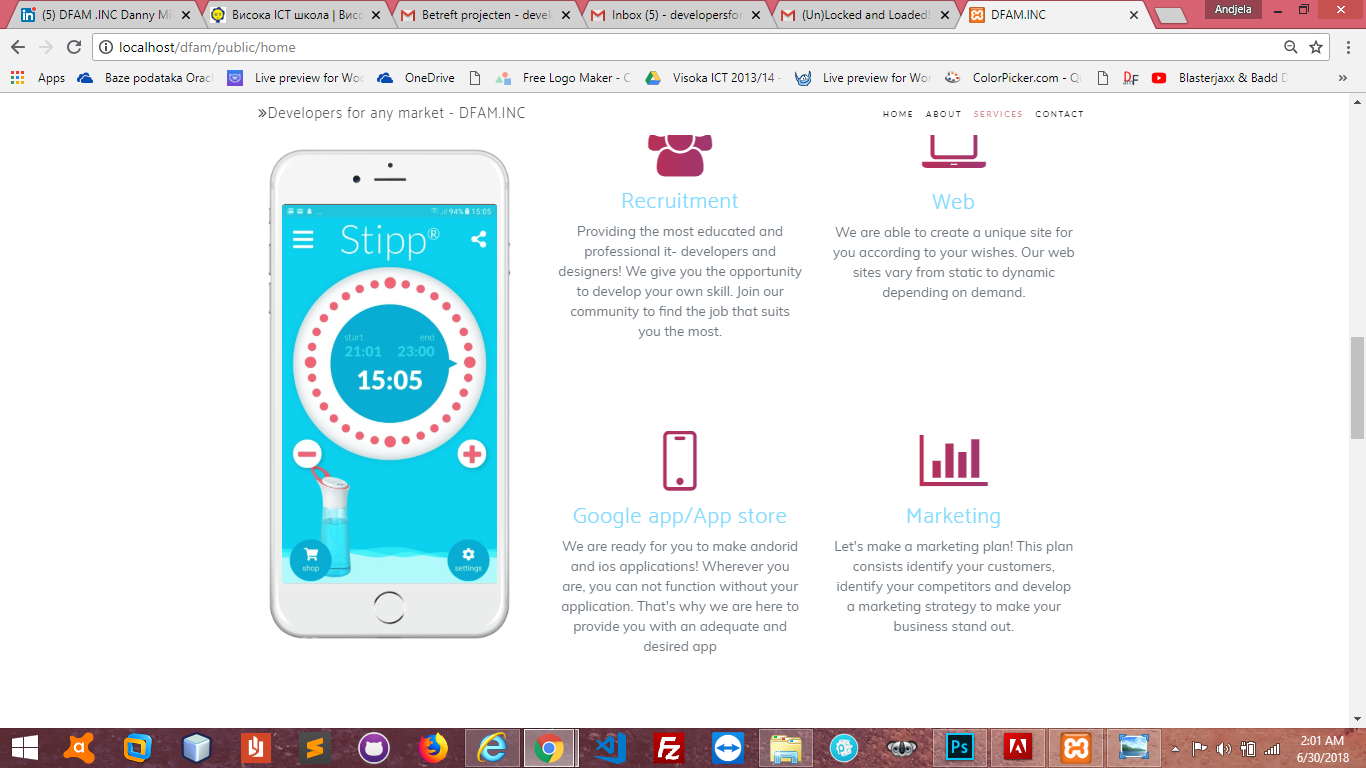 (5) DFAM .INC Danny Mi
Висока ICT школа | Висо
Betreft projecten - devel
Inbox (5) - developersfor
(Un)Locked and Loaded!
DFAM.INC
Andjela
localhost/dfam/public/home
Apps
Baze podataka Orac
Live preview for Woo
OneDrive
Free Logo Maker - C
Visoka ICT 2013/14 -
Live preview for Wor
ColorPicker.com - Qu
DF
Blasterjaxx & Badd D
»Developers for any market - DFAM.INC
HOME
ABOUT
SERVICES
CONTACT
94% 15:05
Stipp®
start
end
21:01
23:00
15:05
shop
settings
Recruitment
Providing the most educated and
professional it- developers and
designers! We give you the opportunity
to develop your own skill. Join our
community to find the job that suits
you the most.
Web
We are able to create a unique site for
you according to your wishes. Our web
sites vary from static to dynamic
depending on demand.
Google app/App store
We are ready for you to make andorid
and ios applications! Wherever you
are, you can not function without your
application. That's why we are here to
provide you with an adequate and
desired app
Marketing
Let's make a marketing plan! This plan
consists identify your customers,
identify your competitors and develop
a marketing strategy to make your
business stand out.
Ps
2:01 AM
6/30/2018